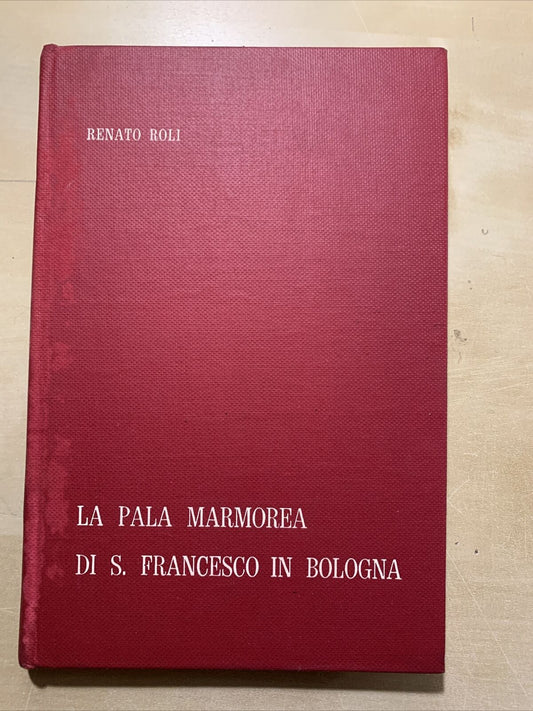 RENATO ROLI
LA PALA MARMOREA
DI S. FRANCESCO IN BOLOGNA